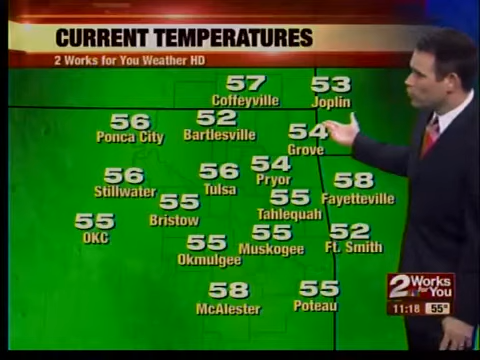 CURRENT TEMPERATURES
2 Works for You Weather HD
57
Coffeyville
53
Joplin
56
Ponca City
52
Bartlesville
54
Grove
56
Stillwater
56
Tulsa
54
Pryor
58
Fayetteville
55
OKC
55
Bristow
55
Tahlequah
55
Okmulgee
55
Muskogee
52
Ft. Smith
58
McAlester
55
Poteau
2 Works for You
11:18 55°